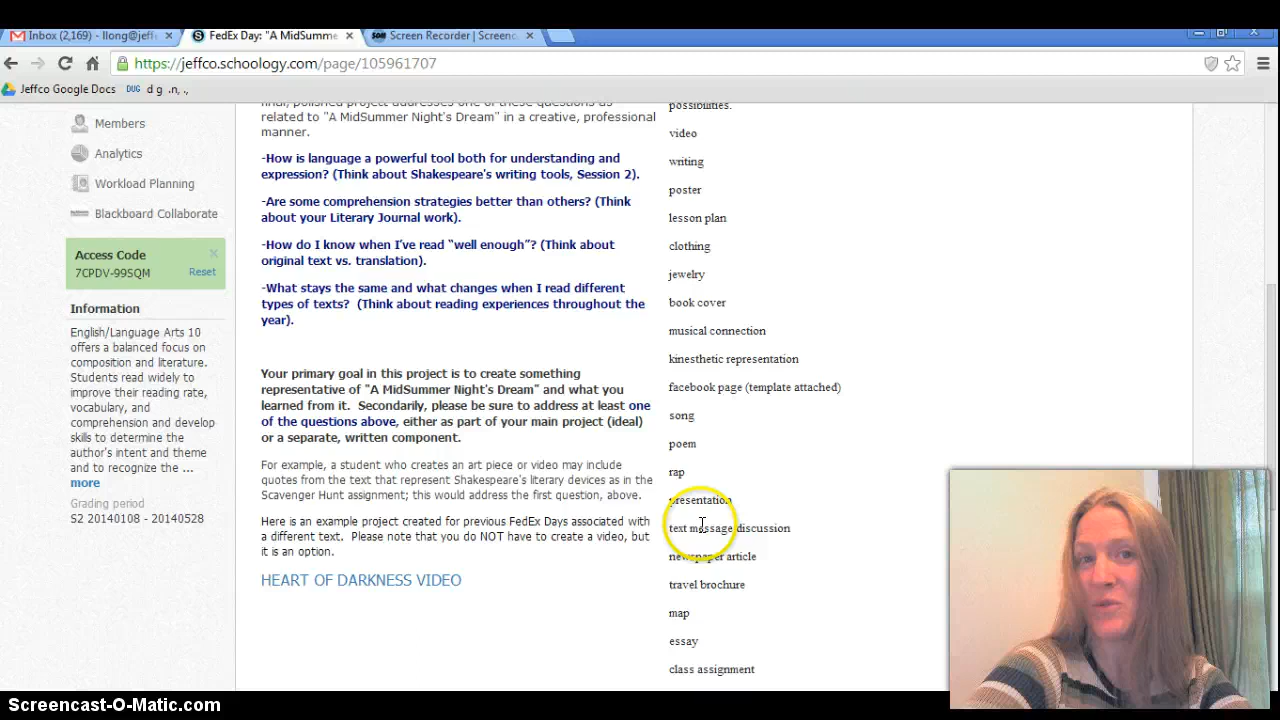 Inbox (2,169) - llong@jeff
FedEx Day: "A MidSumme
Screen Recorder | Screenc
https://jeffco.schoology.com/page/105961707
Jeffco Google Docs
DUG
d g .n, .,
Members
Analytics
Workload Planning
Blackboard Collaborate
Access Code
7CPDV-99SQM
Reset
Information
English/Language Arts 10
offers a balanced focus on
composition and literature.
Students read widely to
improve their reading rate,
vocabulary, and
comprehension and develop
skills to determine the
author's intent and theme
and to recognize the ...
more
Grading period
S2 20140108 - 20140528
final, polished project addresses one of these questions as
related to "A MidSummer Night's Dream" in a creative, professional
manner.
-How is language a powerful tool both for understanding and
expression? (Think about Shakespeare's writing tools, Session 2).
-Are some comprehension strategies better than others? (Think
about your Literary Journal work).
-How do I know when I've read “well enough”? (Think about
original text vs. translation).
-What stays the same and what changes when I read different
types of texts? (Think about reading experiences throughout the
year).
Your primary goal in this project is to create something
representative of "A MidSummer Night's Dream" and what you
learned from it. Secondarily, please be sure to address at least one
of the questions above, either as part of your main project (ideal)
or a separate, written component.
For example, a student who creates an art piece or video may include
quotes from the text that represent Shakespeare's literary devices as in the
Scavenger Hunt assignment; this would address the first question, above.
Here is an example project created for previous FedEx Days associated with
a different text. Please note that you do NOT have to create a video, but
it is an option.
HEART OF DARKNESS VIDEO
possibilities.
video
writing
poster
lesson plan
clothing
jewelry
book cover
musical connection
kinesthetic representation
facebook page (template attached)
song
poem
rap
presentation
text message discussion
newspaper article
travel brochure
map
essay
class assignment
Screencast-O-Matic.com